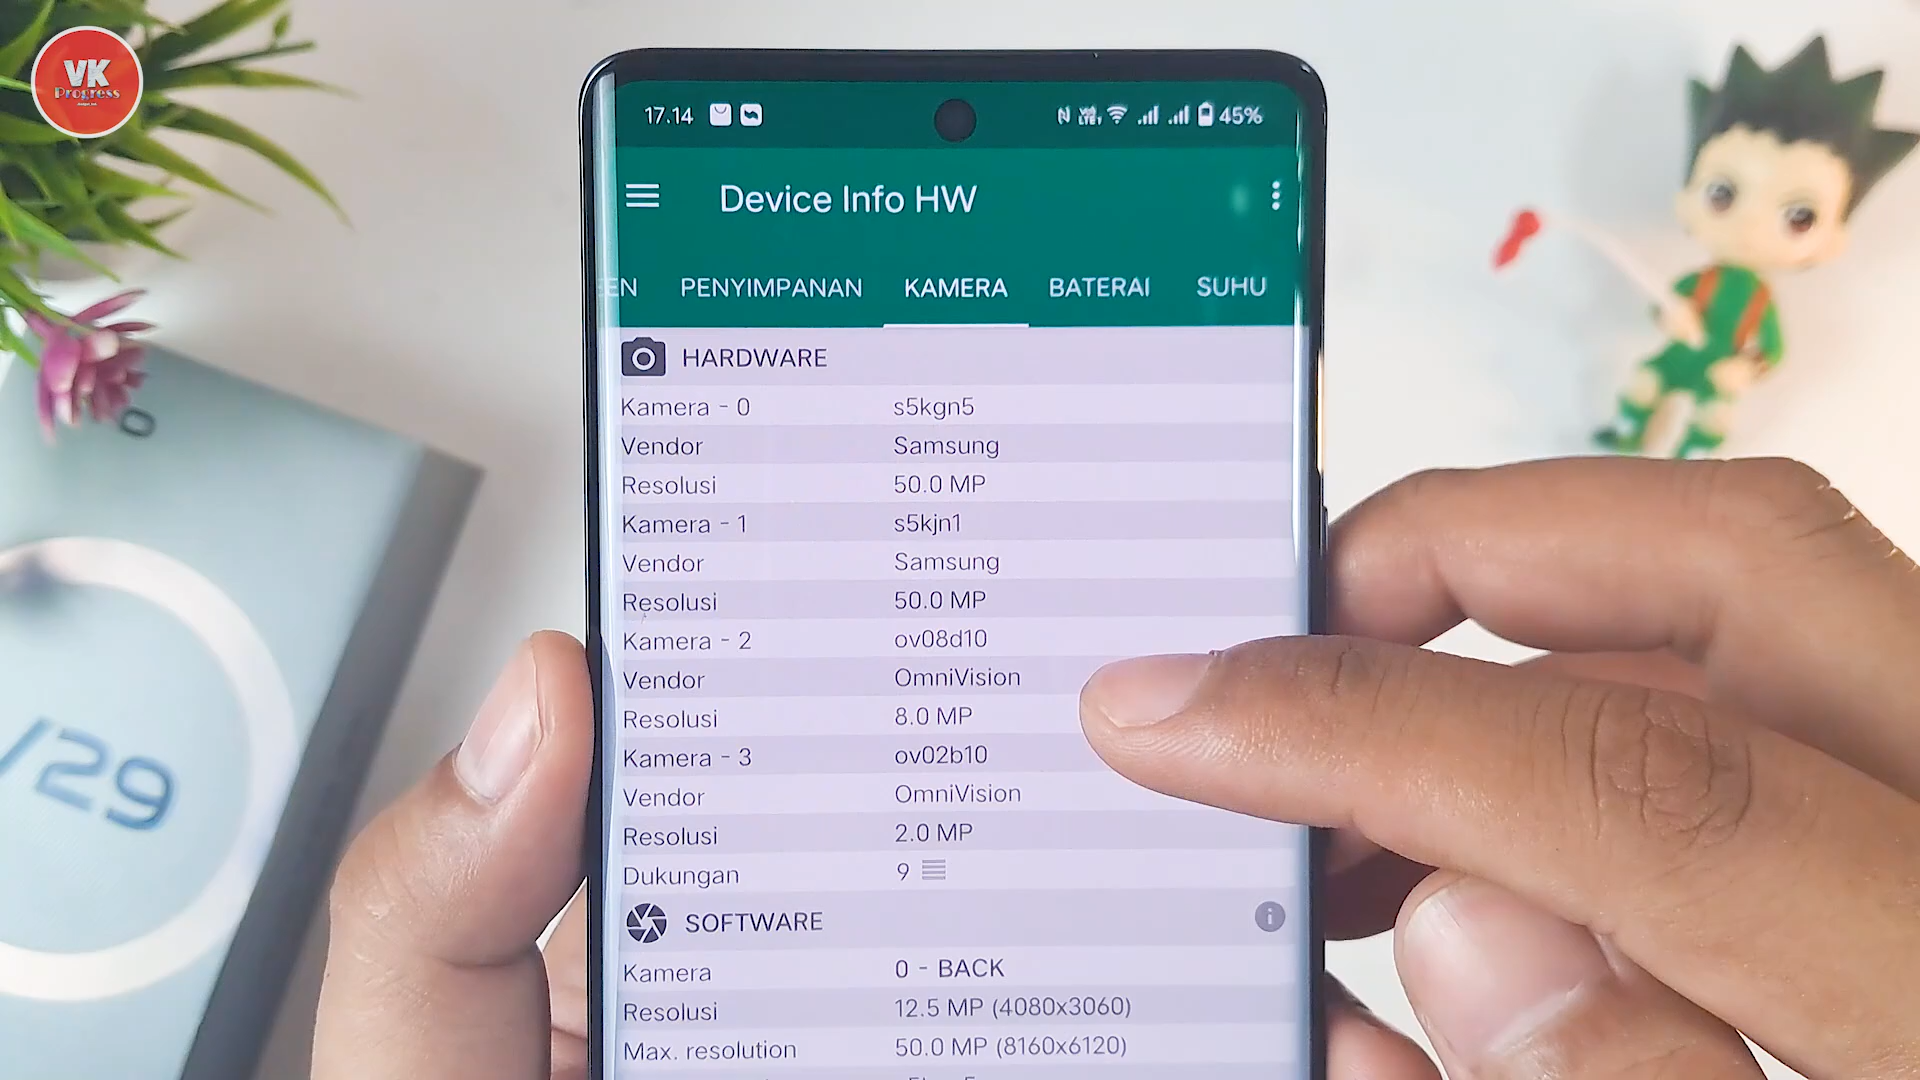 VK
Progress
17.14
45%
Device Info HW
EEN PENYIMPANAN KAMERA BATERAI SUHU
HARDWARE
Kamera - 0 s5kgn5
Vendor Samsung
Resolusi 50.0 MP
Kamera - 1 s5kjn1
Vendor Samsung
Resolusi 50.0 MP
Kamera - 2 ov08d10
Vendor OmniVision
Resolusi 8.0 MP
Kamera - 3 ov02b10
Vendor OmniVision
Resolusi 2.0 MP
Dukungan 9
SOFTWARE
Kamera 0 - BACK
Resolusi 12.5 MP (4080x3060)
Max. resolution 50.0 MP (8160x6120)
/29